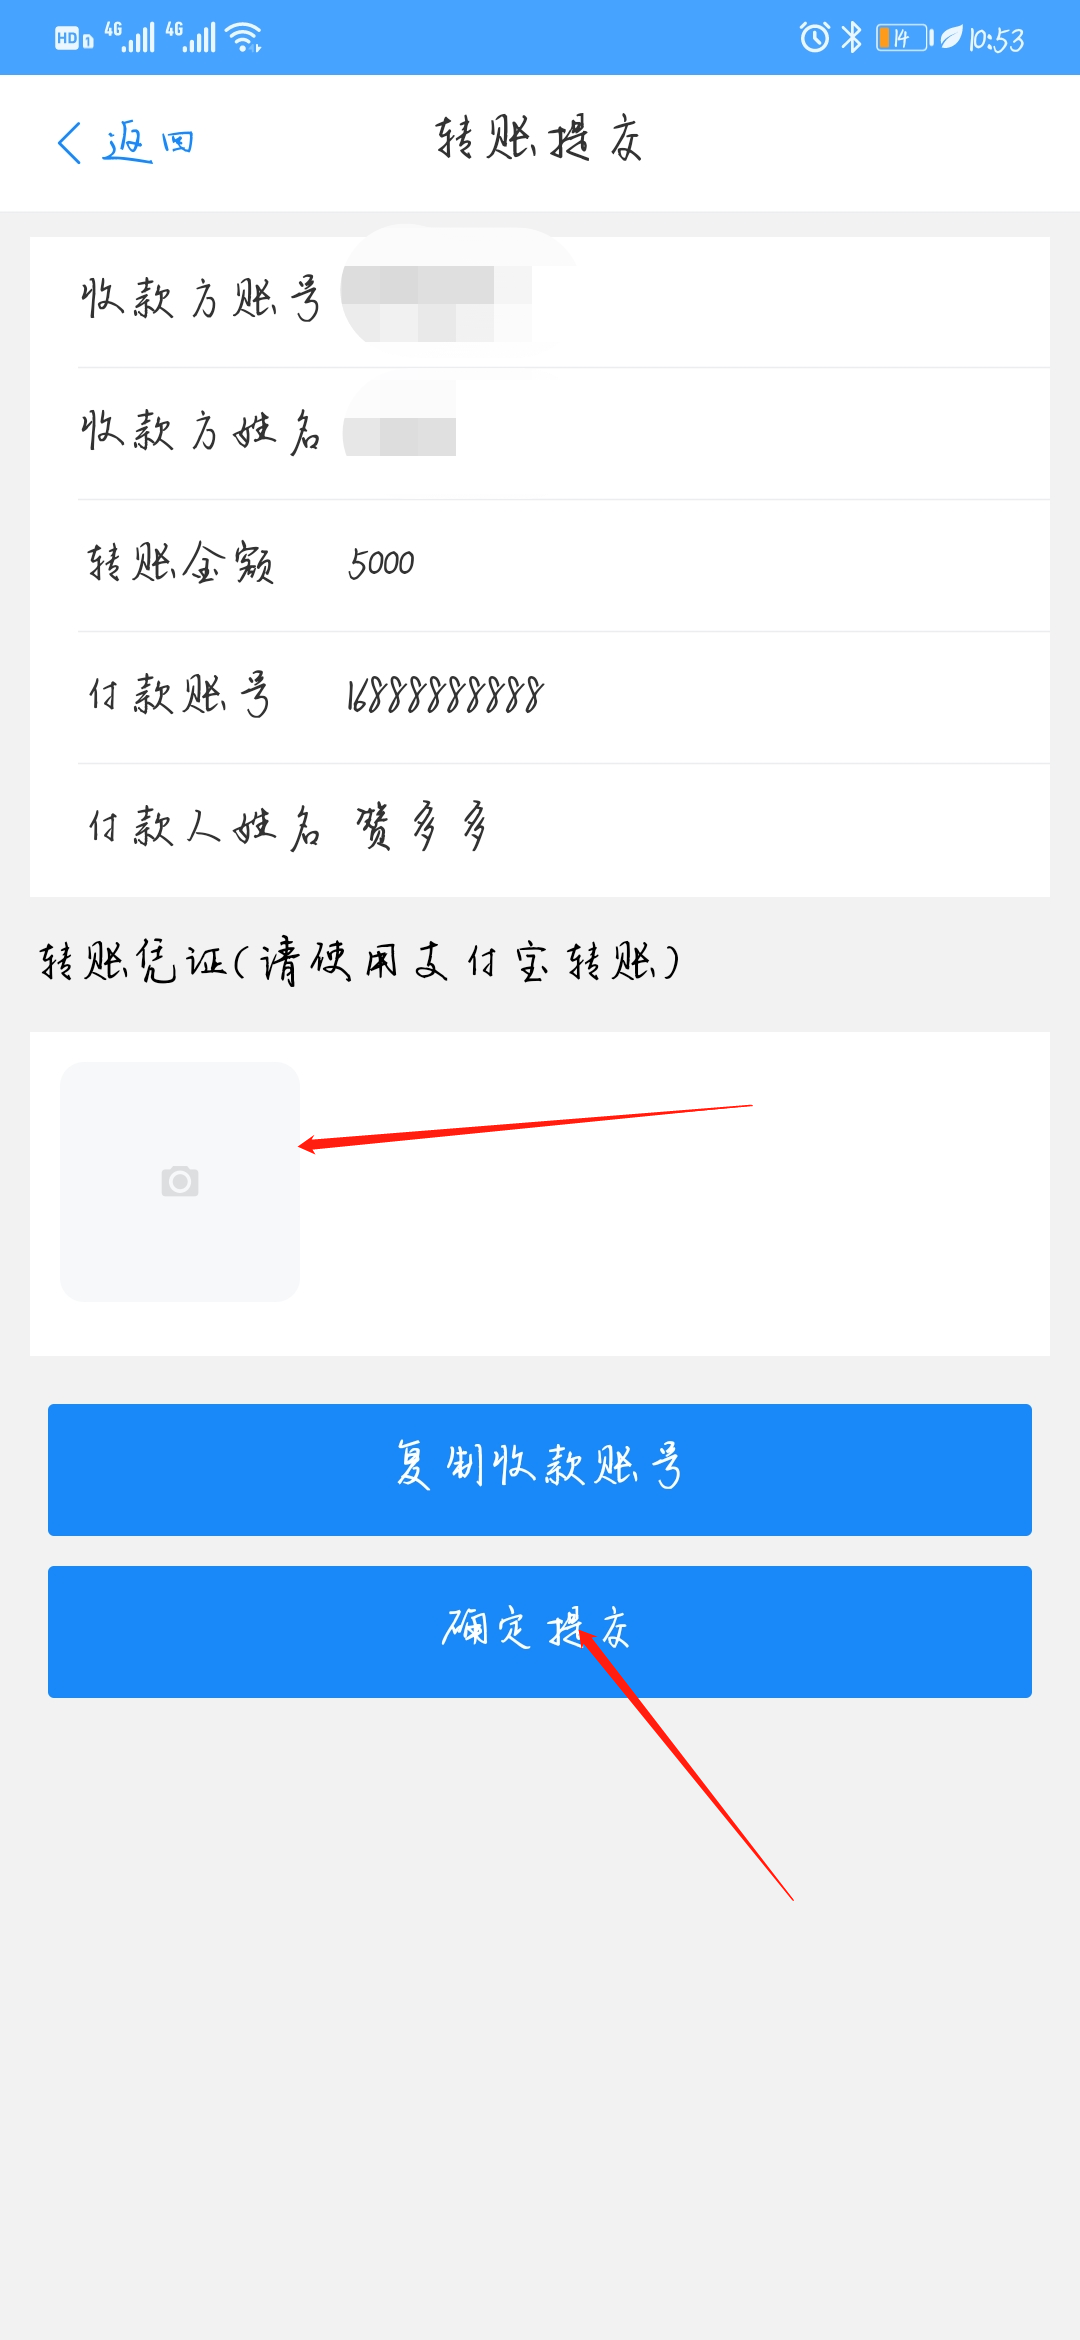 HD 1 4G 4G 14 10:53
返回 转账提交
收款方账号
收款方姓名
转账金额 5000
付款账号 16888888888
付款人姓名 赞多多
转账凭证(请使用支付宝转账)
复制收款账号
确定提交